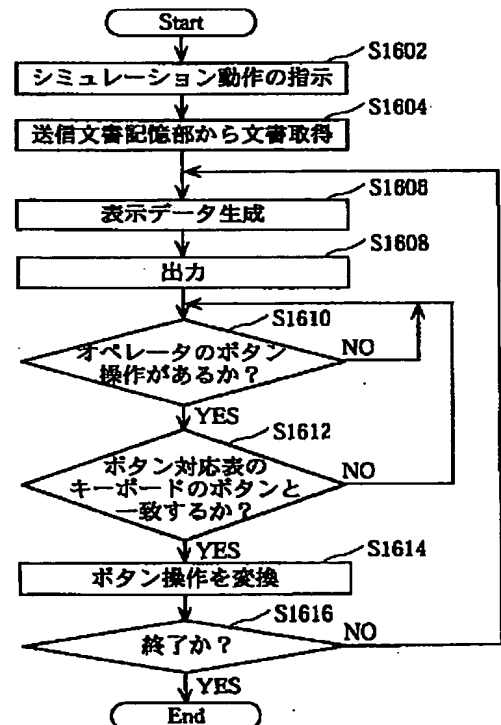 Start
S1602
シミュレーション動作の指示
S1604
送信文書記憶部から文書取得
S1606
表示データ生成
S1608
出力
S1610
オペレータのボタン
操作があるか？
NO
YES
S1612
ボタン対応表の
キーボードのボタンと
一致するか？
NO
YES
S1614
ボタン操作を変換
S1616
終了か？
NO
YES
End